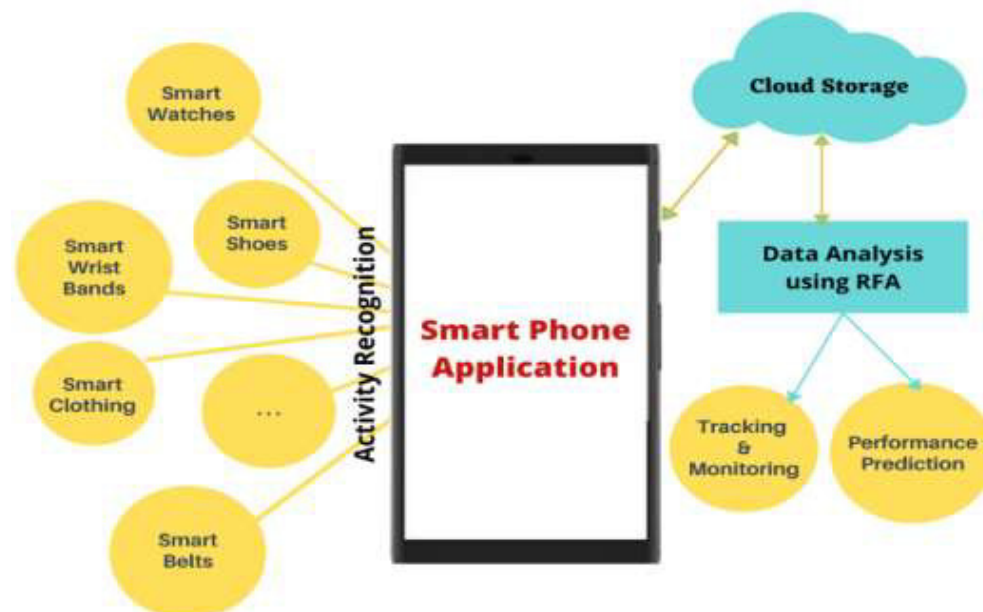 Smart
Watches
Smart
Shoes
Smart
Wrist
Bands
Smart
Clothing
...
Smart
Belts
Activity Recognition
Smart Phone
Application
Cloud Storage
Data Analysis
using RFA
Tracking
&
Monitoring
Performance
Prediction